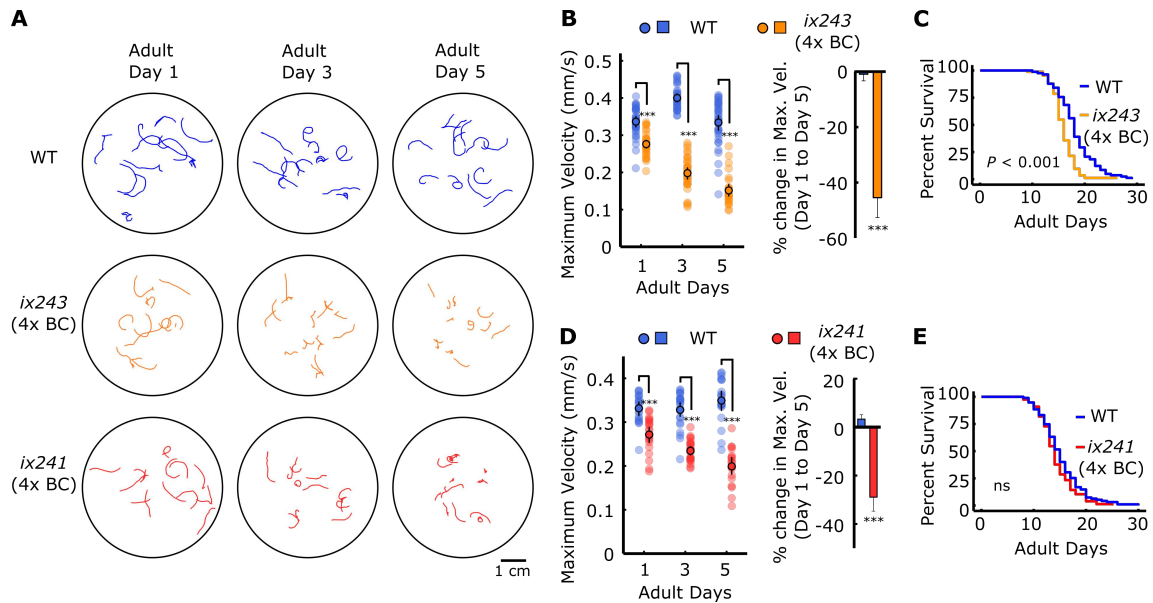 A
Adult
Day 1
Adult
Day 3
Adult
Day 5
WT
ix243
(4x BC)
ix241
(4x BC)
1 cm
B
WT
ix243
(4x BC)
Maximum Velocity (mm/s)
0.5
0.4
0.3
0.2
0.1
0
***
***
***
1 3 5
Adult Days
% change in Max. Vel.
(Day 1 to Day 5)
0
-20
-40
-60
***
C
Percent Survival
100
75
50
25
0
WT
ix243
(4x BC)
P < 0.001
0 10 20 30
Adult Days
D
WT
ix241
(4x BC)
Maximum Velocity (mm/s)
0.4
0.3
0.2
0.1
0
***
***
***
1 3 5
Adult Days
% change in Max. Vel.
(Day 1 to Day 5)
20
0
-20
-40
***
E
Percent Survival
100
75
50
25
0
WT
ix241
(4x BC)
ns
0 10 20 30
Adult Days